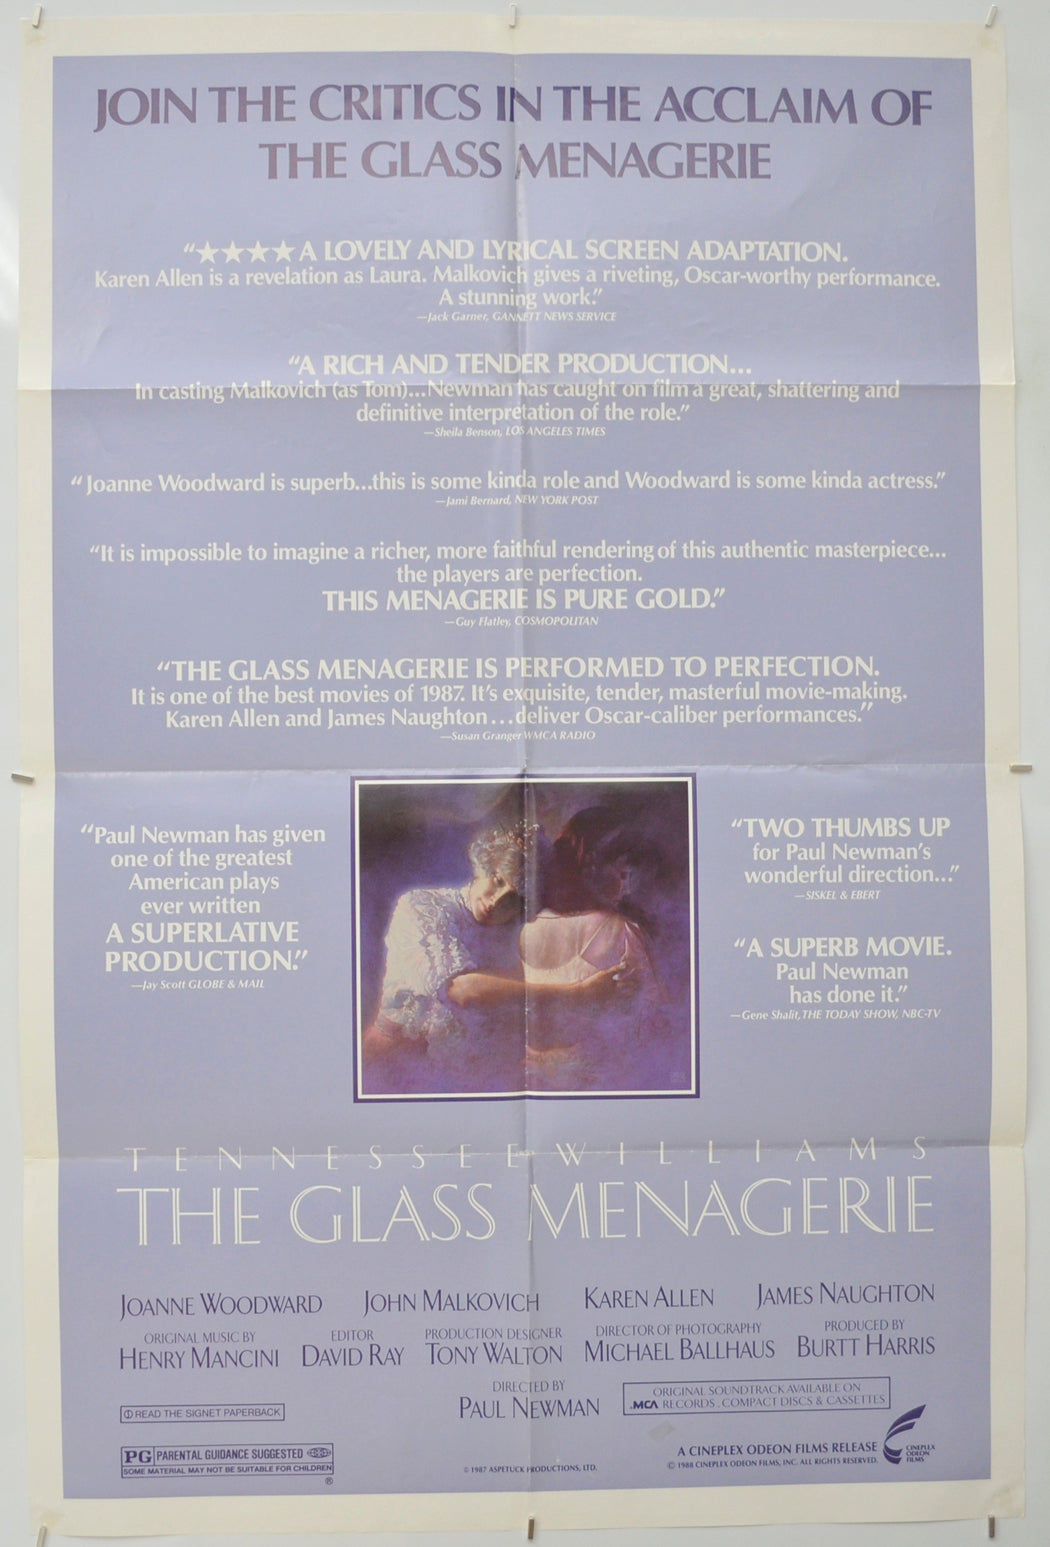 JOIN THE CRITICS IN THE ACCLAIM OF
THE GLASS MENAGERIE
“★★★★ A LOVELY AND LYRICAL SCREEN ADAPTATION.
Karen Allen is a revelation as Laura. Malkovich gives a riveting, Oscar-worthy performance.
A stunning work.”
—Jack Garner, GANNETT NEWS SERVICE
“A RICH AND TENDER PRODUCTION...
In casting Malkovich (as Tom)...Newman has caught on film a great, shattering and
definitive interpretation of the role.”
—Sheila Benson, LOS ANGELES TIMES
“Joanne Woodward is superb...this is some kinda role and Woodward is some kinda actress.”
—Jami Bernard, NEW YORK POST
“It is impossible to imagine a richer, more faithful rendering of this authentic masterpiece...
the players are perfection.
THIS MENAGERIE IS PURE GOLD.”
—Guy Flatley, COSMOPOLITAN
“THE GLASS MENAGERIE IS PERFORMED TO PERFECTION.
It is one of the best movies of 1987. It’s exquisite, tender, masterful movie-making.
Karen Allen and James Naughton...deliver Oscar-caliber performances.”
—Susan Granger WMCA RADIO
“Paul Newman has given
one of the greatest
American plays
ever written
A SUPERLATIVE
PRODUCTION.”
—Jay Scott GLOBE & MAIL
“TWO THUMBS UP
for Paul Newman’s
wonderful direction...”
—SISKEL & EBERT
“A SUPERB MOVIE.
Paul Newman
has done it.”
—Gene Shalit, THE TODAY SHOW, NBC-TV
TENNESSEE WILLIAMS
THE GLASS MENAGERIE
JOANNE WOODWARD JOHN MALKOVICH KAREN ALLEN JAMES NAUGHTON
ORIGINAL MUSIC BY EDITOR PRODUCTION DESIGNER DIRECTOR OF PHOTOGRAPHY PRODUCED BY
HENRY MANCINI DAVID RAY TONY WALTON MICHAEL BALLHAUS BURTT HARRIS
DIRECTED BY
PAUL NEWMAN
ORIGINAL SOUNDTRACK AVAILABLE ON
MCA RECORDS, COMPACT DISCS & CASSETTES
READ THE SIGNET PAPERBACK
PG PARENTAL GUIDANCE SUGGESTED
SOME MATERIAL MAY NOT BE SUITABLE FOR CHILDREN
®
© 1987 ASPETUCK PRODUCTIONS, LTD.
A CINEPLEX ODEON FILMS RELEASE
© 1988 CINEPLEX ODEON FILMS, INC. ALL RIGHTS RESERVED.
CINEPLEX
ODEON
FILMS